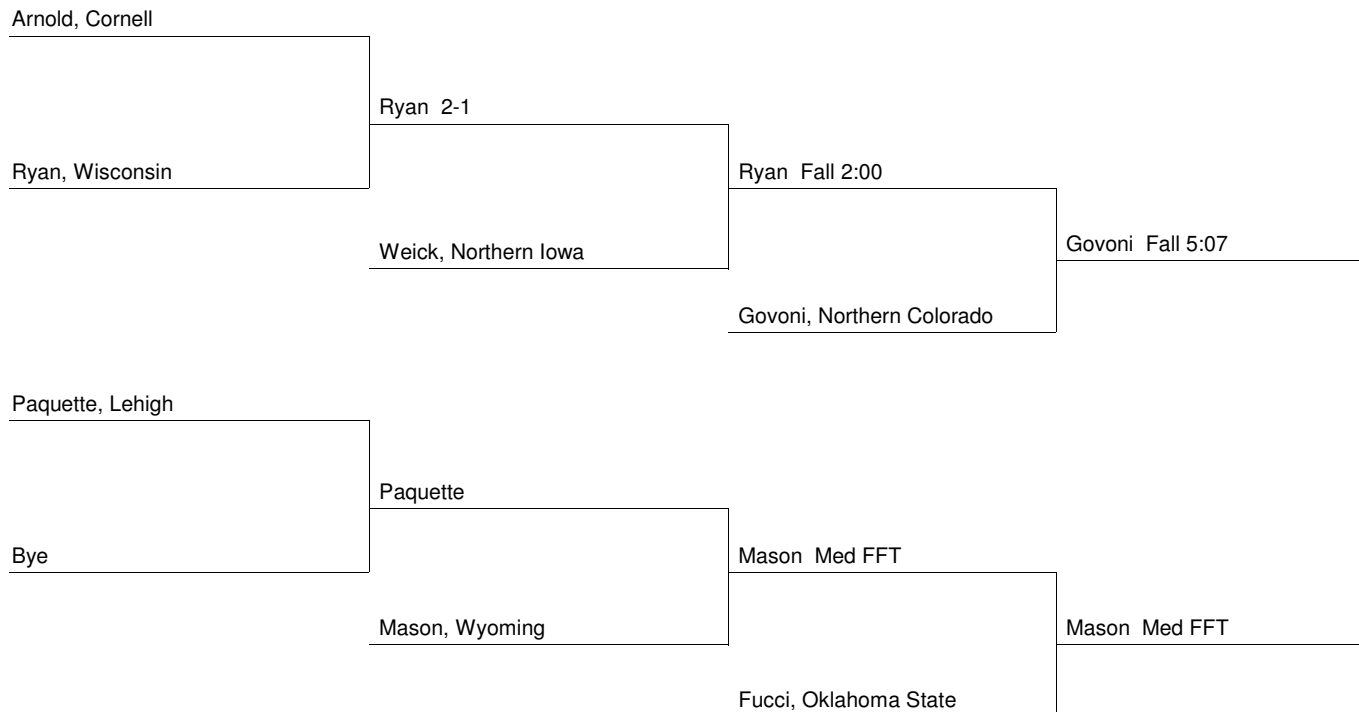 Arnold, Cornell
Ryan 2-1
Ryan, Wisconsin
Ryan Fall 2:00
Weick, Northern Iowa
Govoni Fall 5:07
Govoni, Northern Colorado
Paquette, Lehigh
Paquette
Bye
Mason Med FFT
Mason, Wyoming
Mason Med FFT
Fucci, Oklahoma State